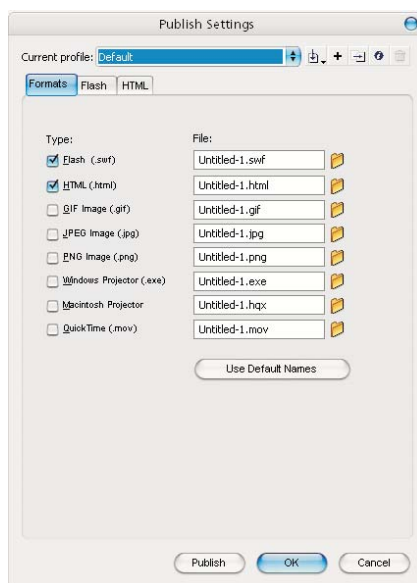 Publish Settings
Current profile: Default
Formats Flash HTML
Type: File:
Flash (.swf) Untitled-1.swf
HTML (.html) Untitled-1.html
GIF Image (.gif) Untitled-1.gif
JPEG Image (.jpg) Untitled-1.jpg
PNG Image (.png) Untitled-1.png
Windows Projector (.exe) Untitled-1.exe
Macintosh Projector Untitled-1.hqx
QuickTime (.mov) Untitled-1.mov
Use Default Names
Publish OK Cancel